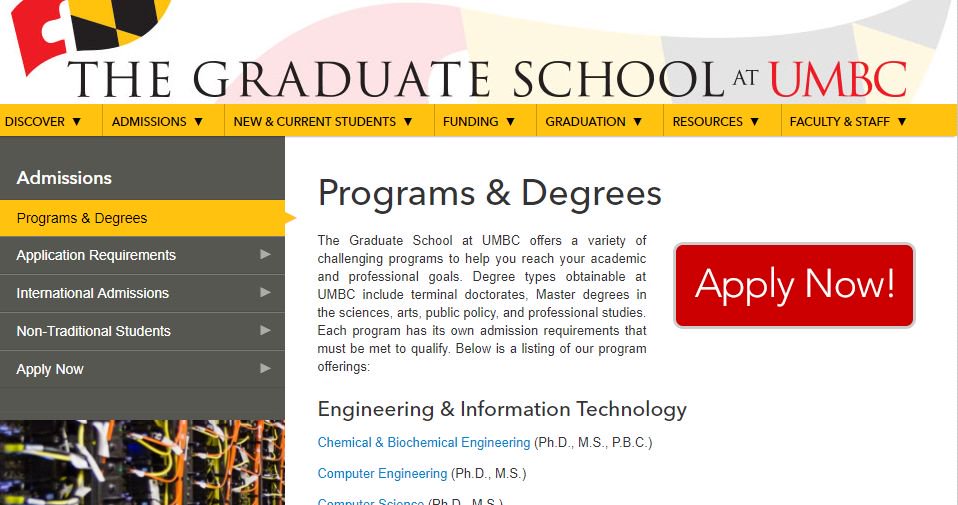 THE GRADUATE SCHOOL AT UMBC
DISCOVER ▼ ADMISSIONS ▼ NEW & CURRENT STUDENTS ▼ FUNDING ▼ GRADUATION ▼ RESOURCES ▼ FACULTY & STAFF ▼
Admissions
Programs & Degrees
Application Requirements
International Admissions
Non-Traditional Students
Apply Now
Programs & Degrees
The Graduate School at UMBC offers a variety of
challenging programs to help you reach your academic
and professional goals. Degree types obtainable at
UMBC include terminal doctorates, Master degrees in
the sciences, arts, public policy, and professional studies.
Each program has its own admission requirements that
must be met to qualify. Below is a listing of our program
offerings:
Apply Now!
Engineering & Information Technology
Chemical & Biochemical Engineering (Ph.D., M.S., P.B.C.)
Computer Engineering (Ph.D., M.S.)
Computer Science (Ph.D., M.S.)